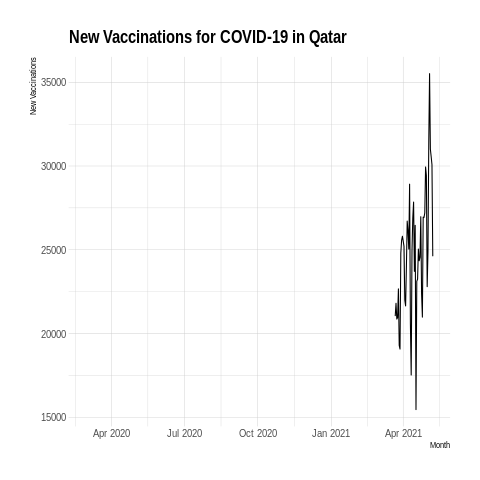 New Vaccinations for COVID-19 in Qatar
New Vaccinations
35000
30000
25000
20000
15000
Apr 2020 Jul 2020 Oct 2020 Jan 2021 Apr 2021
Month